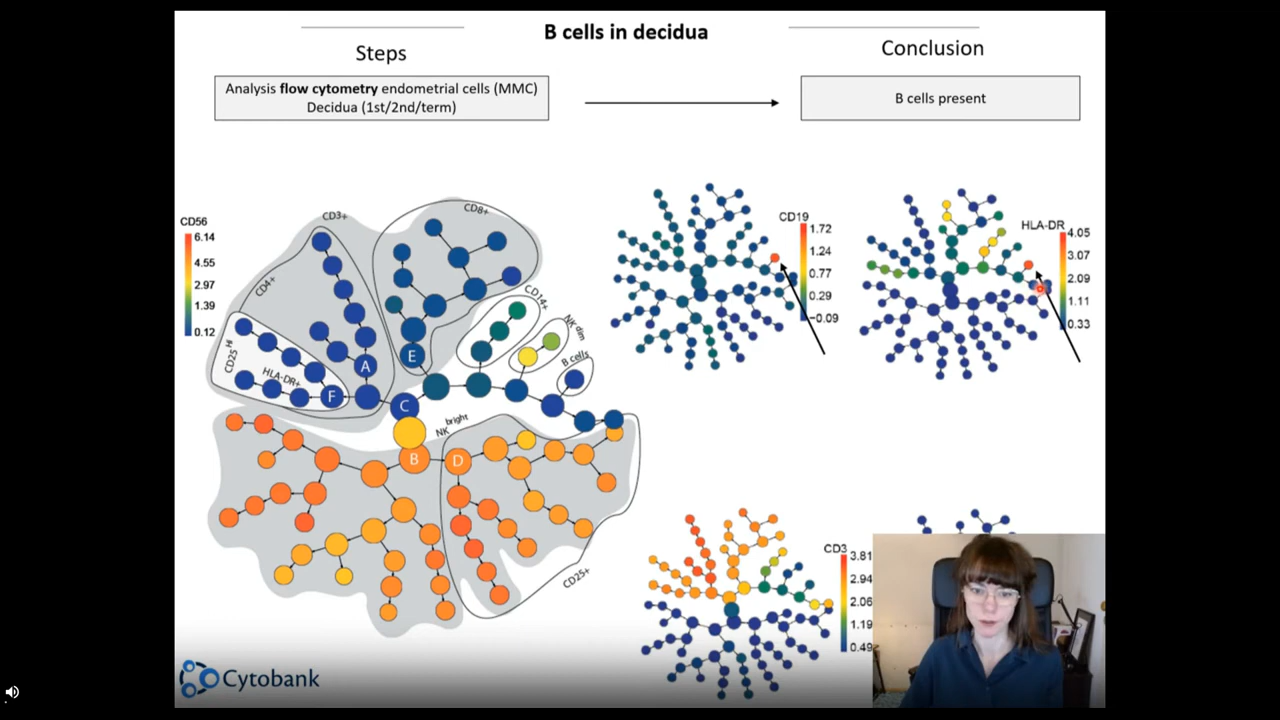 B cells in decidua
Steps
Conclusion
Analysis flow cytometry endometrial cells (MMC)
Decidua (1st/2nd/term)
B cells present
CD56
6.14
4.55
2.97
1.39
0.12
CD3+
CD4+
CD25 HI
HLA-DR+
CD8+
CD14+
NK dim
B cells
NK bright
CD25+
A
B
C
D
E
F
CD19
1.72
1.24
0.77
0.29
−0.09
HLA-DR
4.05
3.07
2.09
1.11
0.33
CD3
3.81
2.94
2.06
1.19
0.49
Cytobank